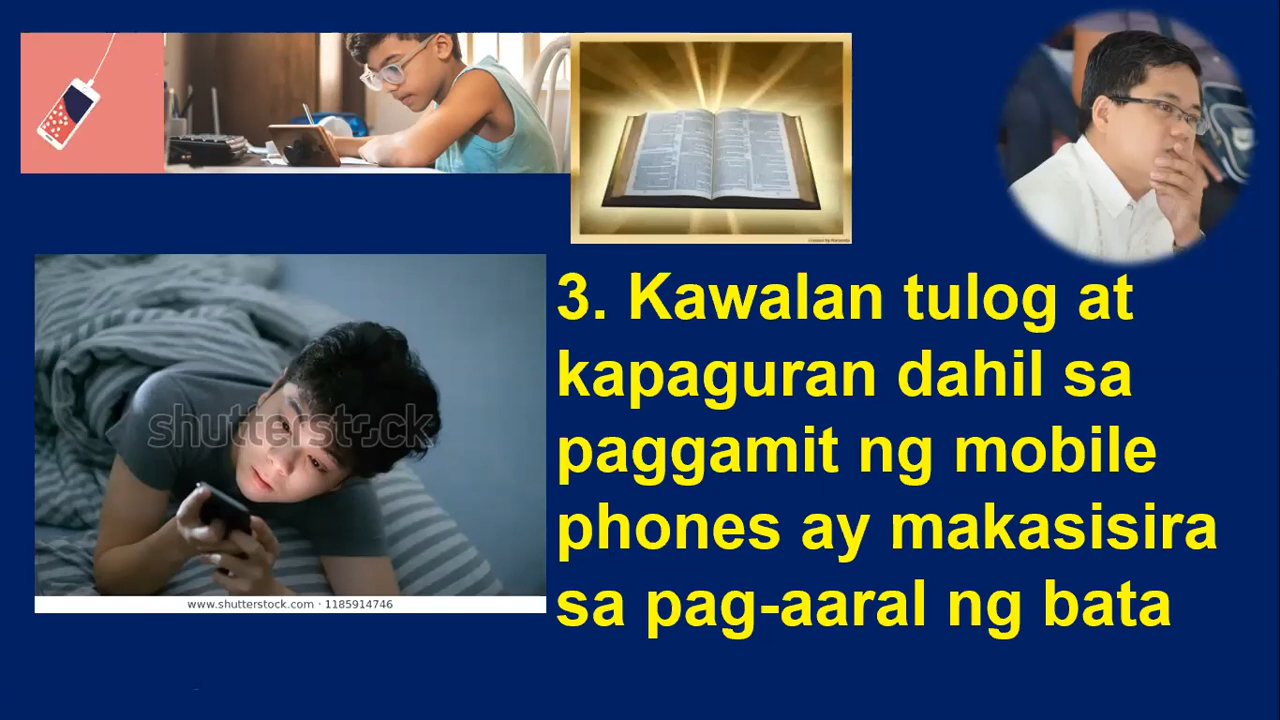 3. Kawalan tulog at
kapaguran dahil sa
paggamit ng mobile
phones ay makasisira
sa pag-aaral ng bata
shutterstock
www.shutterstock.com · 1185914746